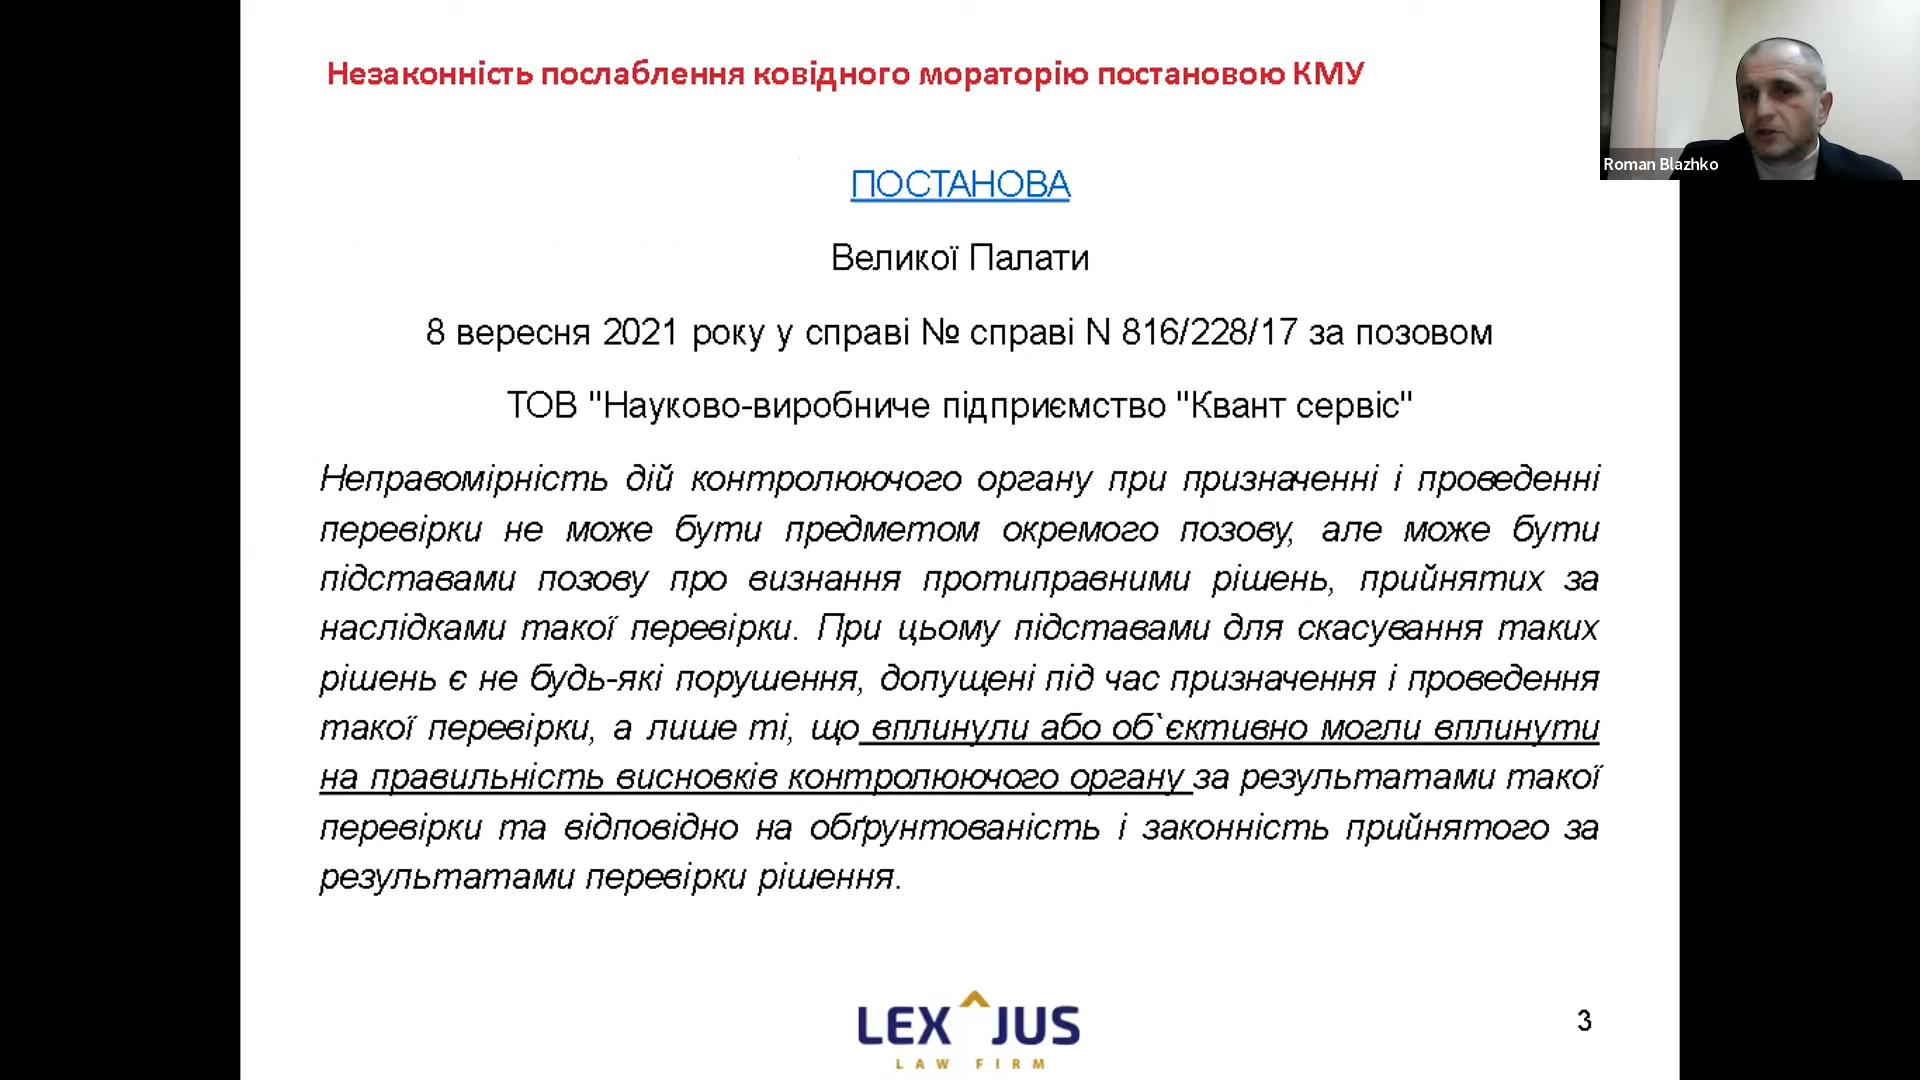 Незаконність послаблення ковідного мораторію постановою КМУ
Roman Blazhko
ПОСТАНОВА
Великої Палати
8 вересня 2021 року у справі № справі N 816/228/17 за позовом
ТОВ "Науково-виробниче підприємство "Квант сервіс"
Неправомірність дій контролюючого органу при призначенні і проведенні
перевірки не може бути предметом окремого позову, але може бути
підставами позову про визнання протиправними рішень, прийнятих за
наслідками такої перевірки. При цьому підставами для скасування таких
рішень є не будь-які порушення, допущені під час призначення і проведення
такої перевірки, а лише ті, що вплинули або об`єктивно могли вплинути
на правильність висновків контролюючого органу за результатами такої
перевірки та відповідно на обґрунтованість і законність прийнятого за
результатами перевірки рішення.
LEX JUS
LAW FIRM
3